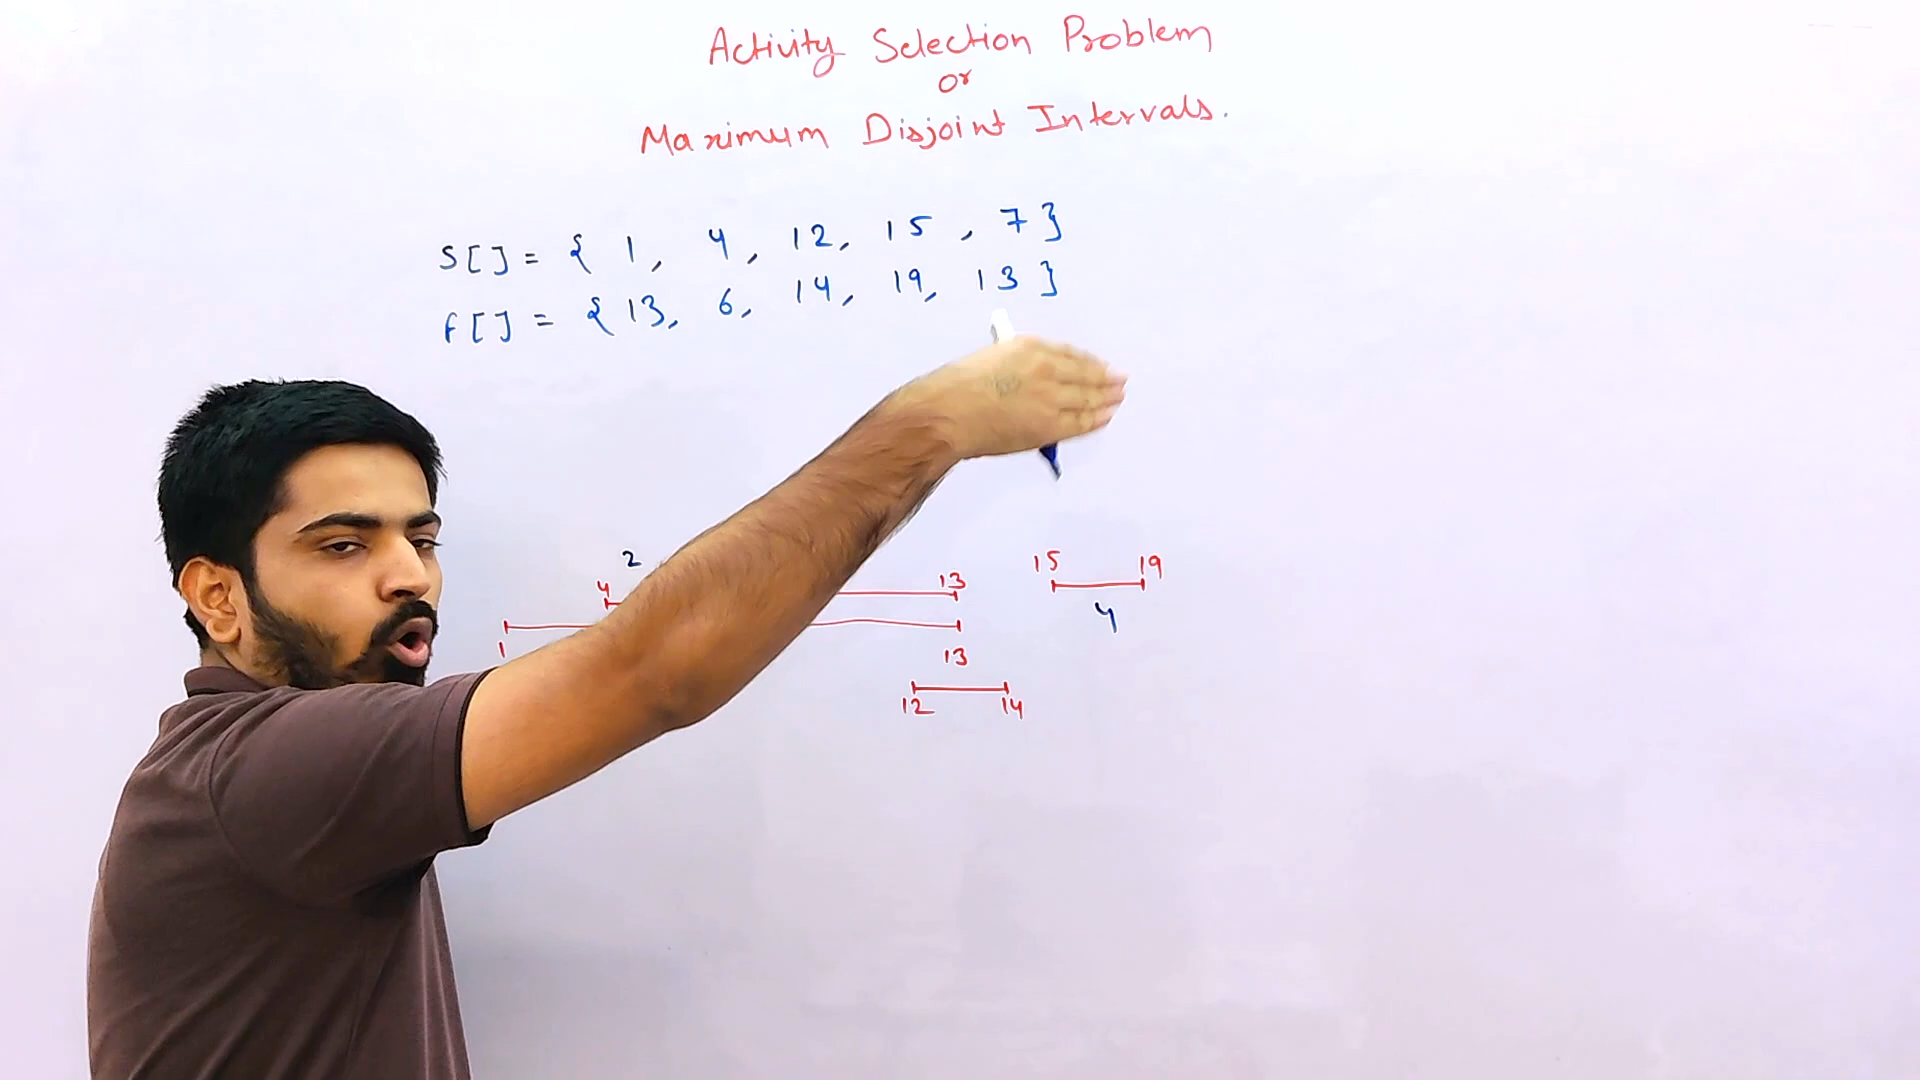 Activity Selection Problem
or
Maximum Disjoint Intervals.
S[] = { 1, 4, 12, 15, 7 }
f[] = { 13, 6, 14, 19, 13 }
2
15 19
4 13
4
1 13
12 14